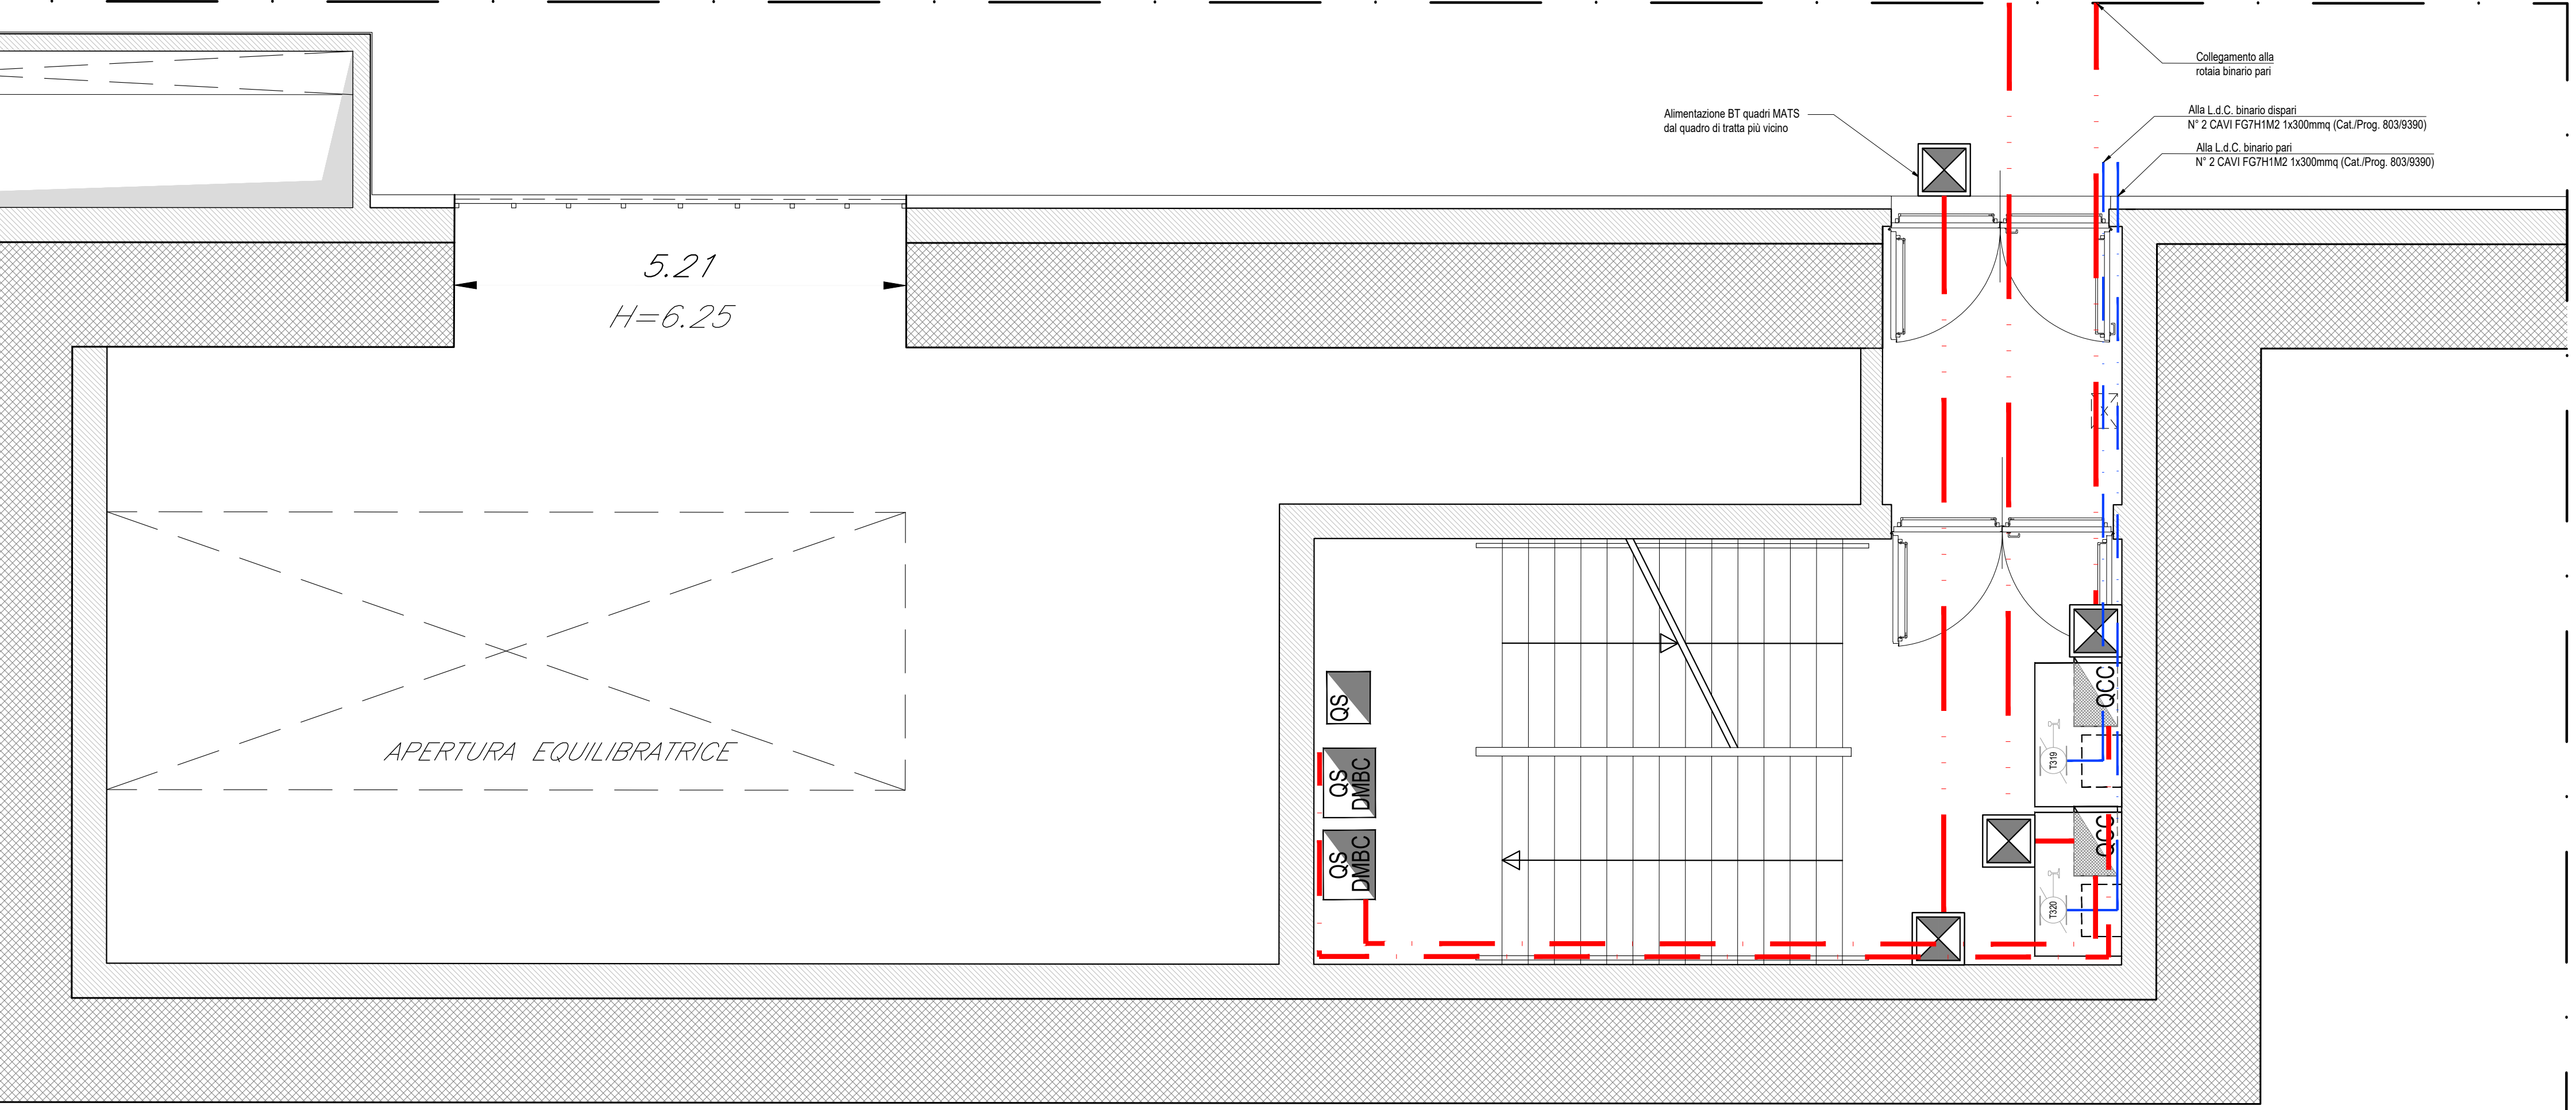 Collegamento alla
rotaia binario pari
Alimentazione BT quadri MATS
dal quadro di tratta più vicino
Alla L.d.C. binario dispari
N° 2 CAVI FG7H1M2 1x300mmq (Cat./Prog. 803/9390)
Alla L.d.C. binario pari
N° 2 CAVI FG7H1M2 1x300mmq (Cat./Prog. 803/9390)
5.21
H=6.25
APERTURA EQUILIBRATRICE
QS
QS
DMBC
QS
DMBC
QCC
T319
QCC
T320